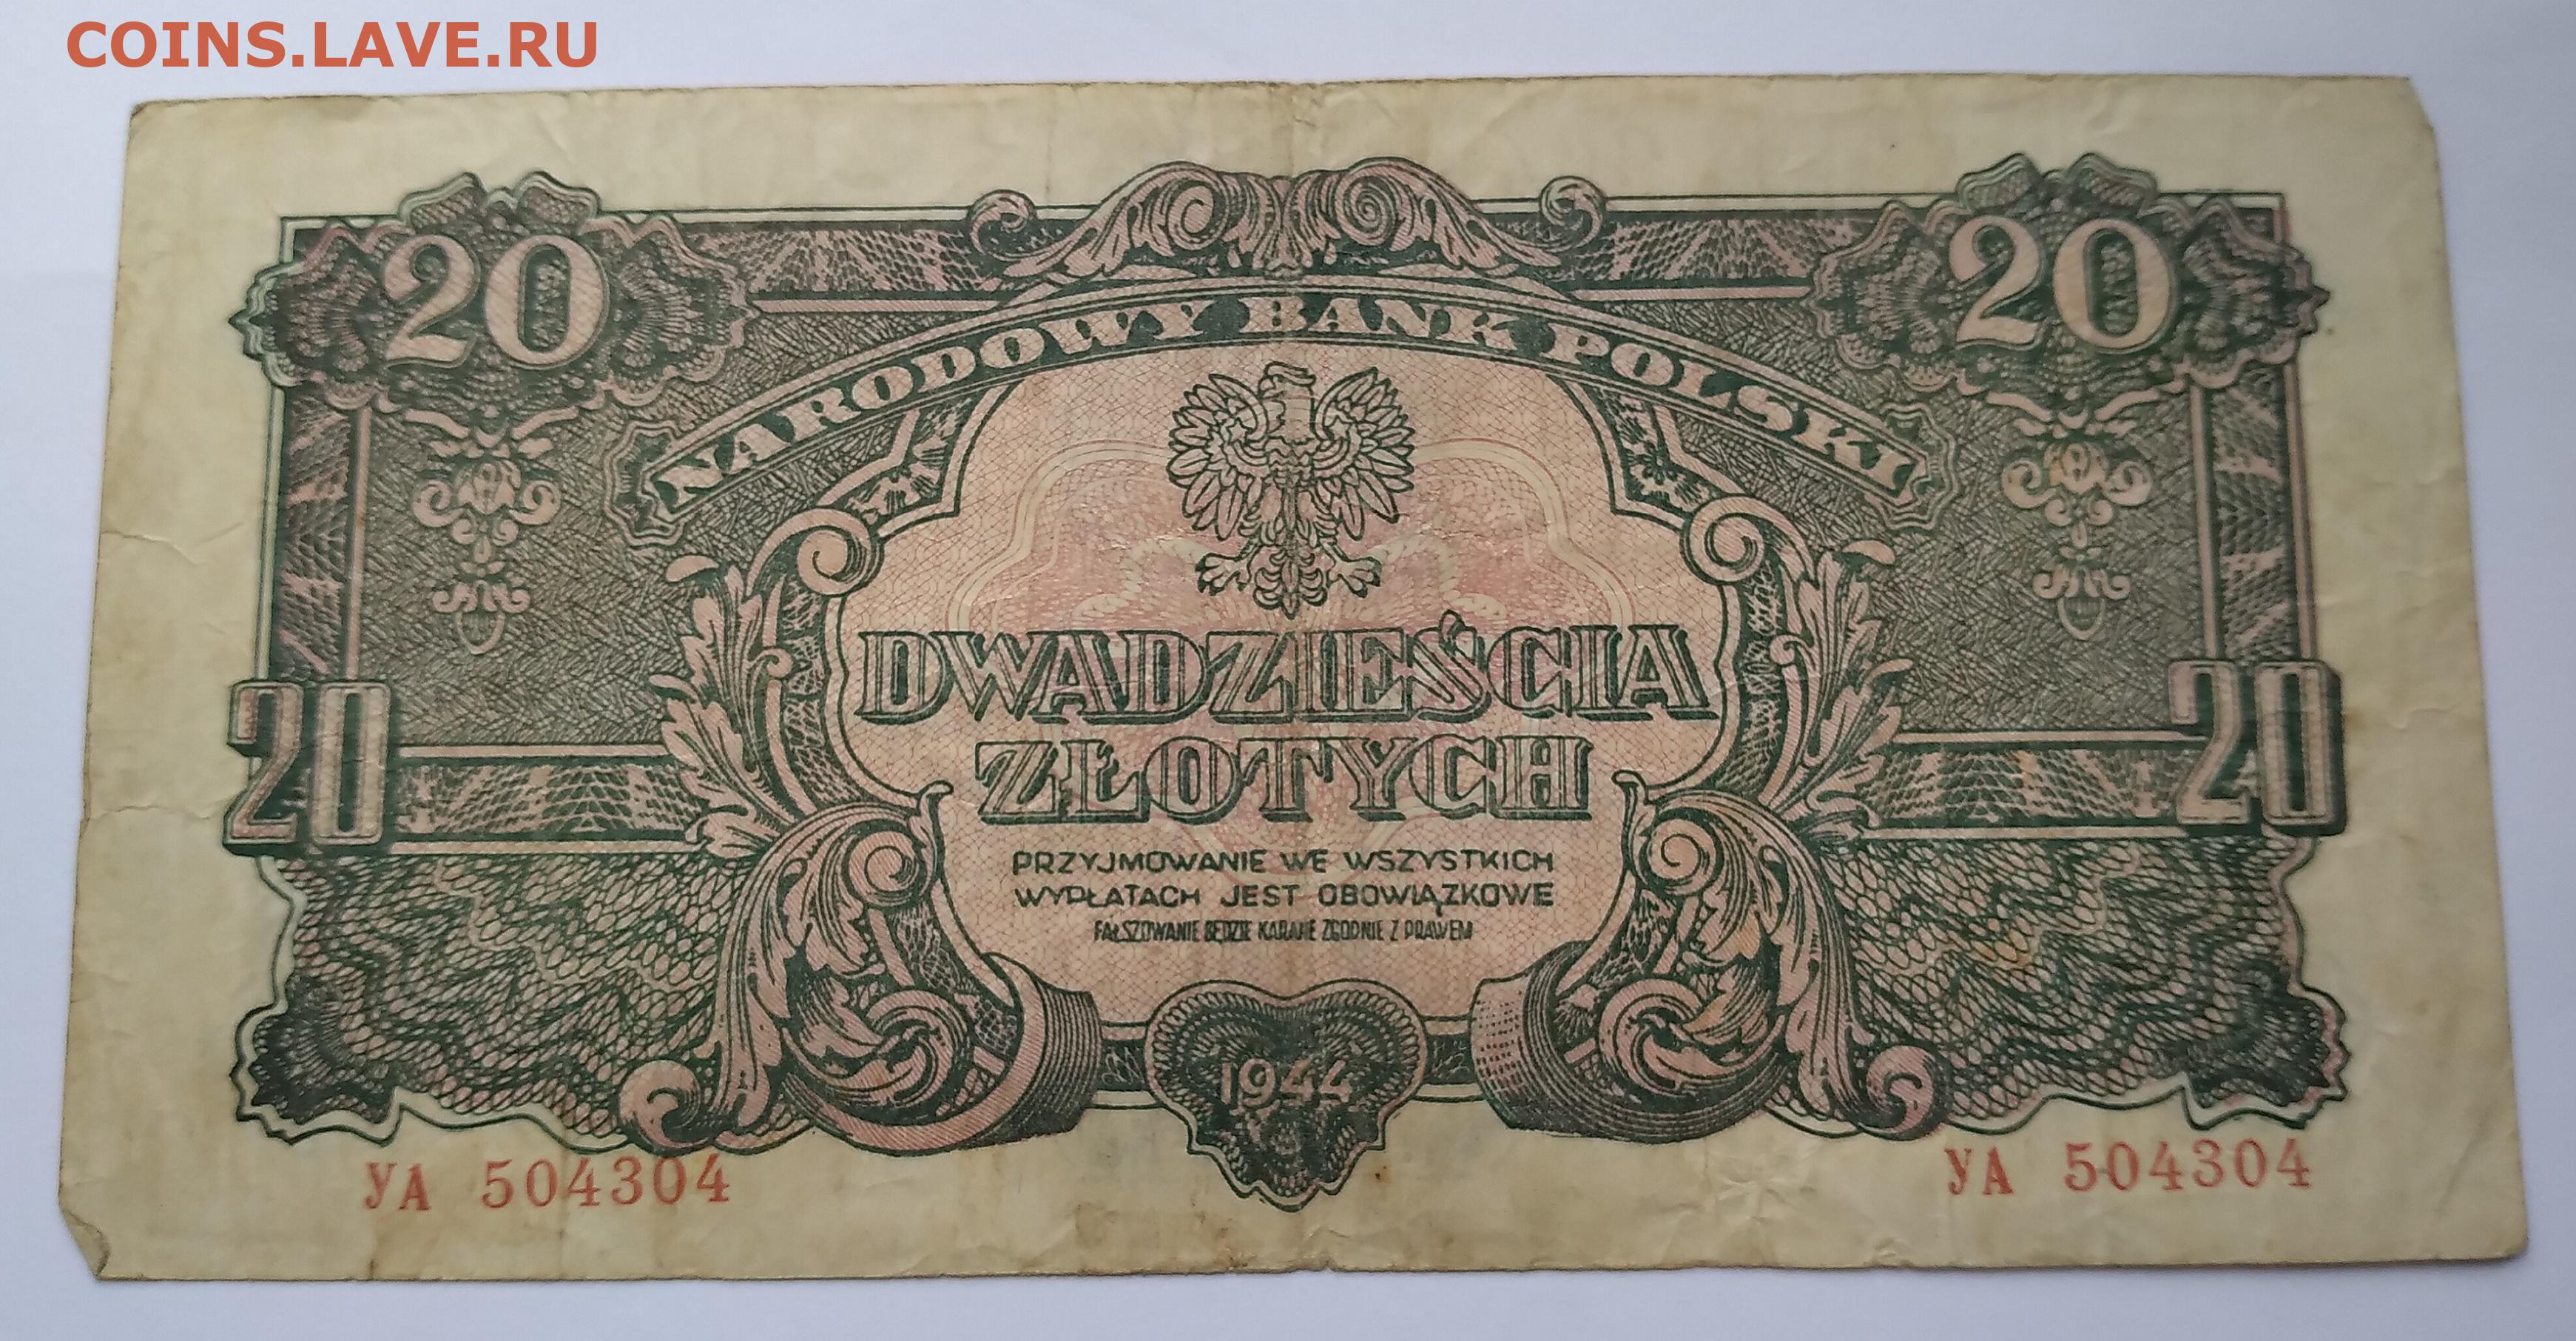 COINS.LAVE.RU
20 20
NARODOWY BANK POLSKI
DWADZIEŚCIA
20 20
ZŁOTYCH
PRZYJMOWANIE WE WSZYSTKICH
WYPŁATACH JEST OBOWIĄZKOWE
FAŁSZOWANIE BĘDZIE KARANE ZGODNIE Z PRAWEM
1944
УА 504304 УА 504304